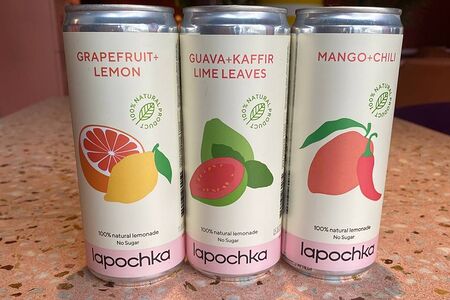 GRAPEFRUIT+
LEMON
100% NATURAL PRODUCT
100% natural lemonade
No Sugar
lapochka
GUAVA+KAFFIR
LIME LEAVES
100% NATURAL PRODUCT
100% natural lemonade
No Sugar
lapochka
MANGO+CHILI
100% NATURAL PRODUCT
100% natural lemonade
No Sugar
lapochka